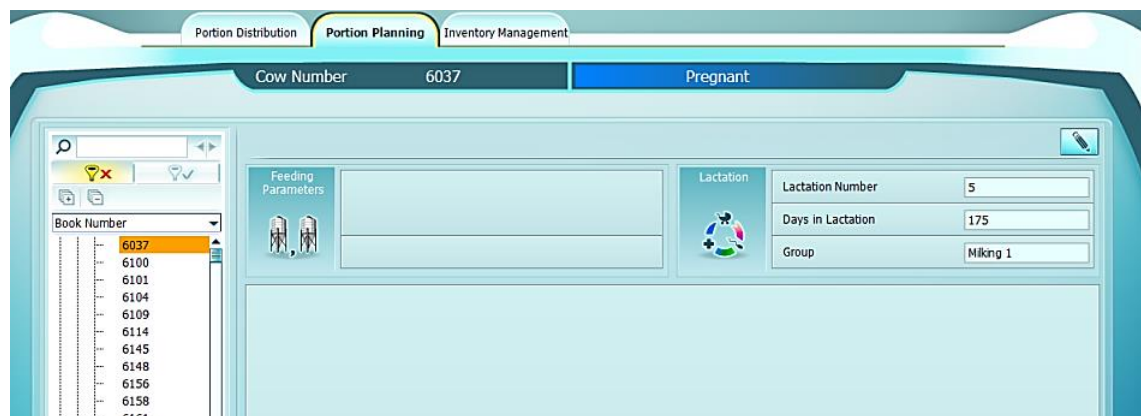 Portion Distribution
Portion Planning
Inventory Management
Cow Number 6037
Pregnant
Book Number
6037
6100
6101
6104
6109
6114
6145
6148
6156
6158
Feeding
Parameters
Lactation
Lactation Number 5
Days in Lactation 175
Group Milking 1